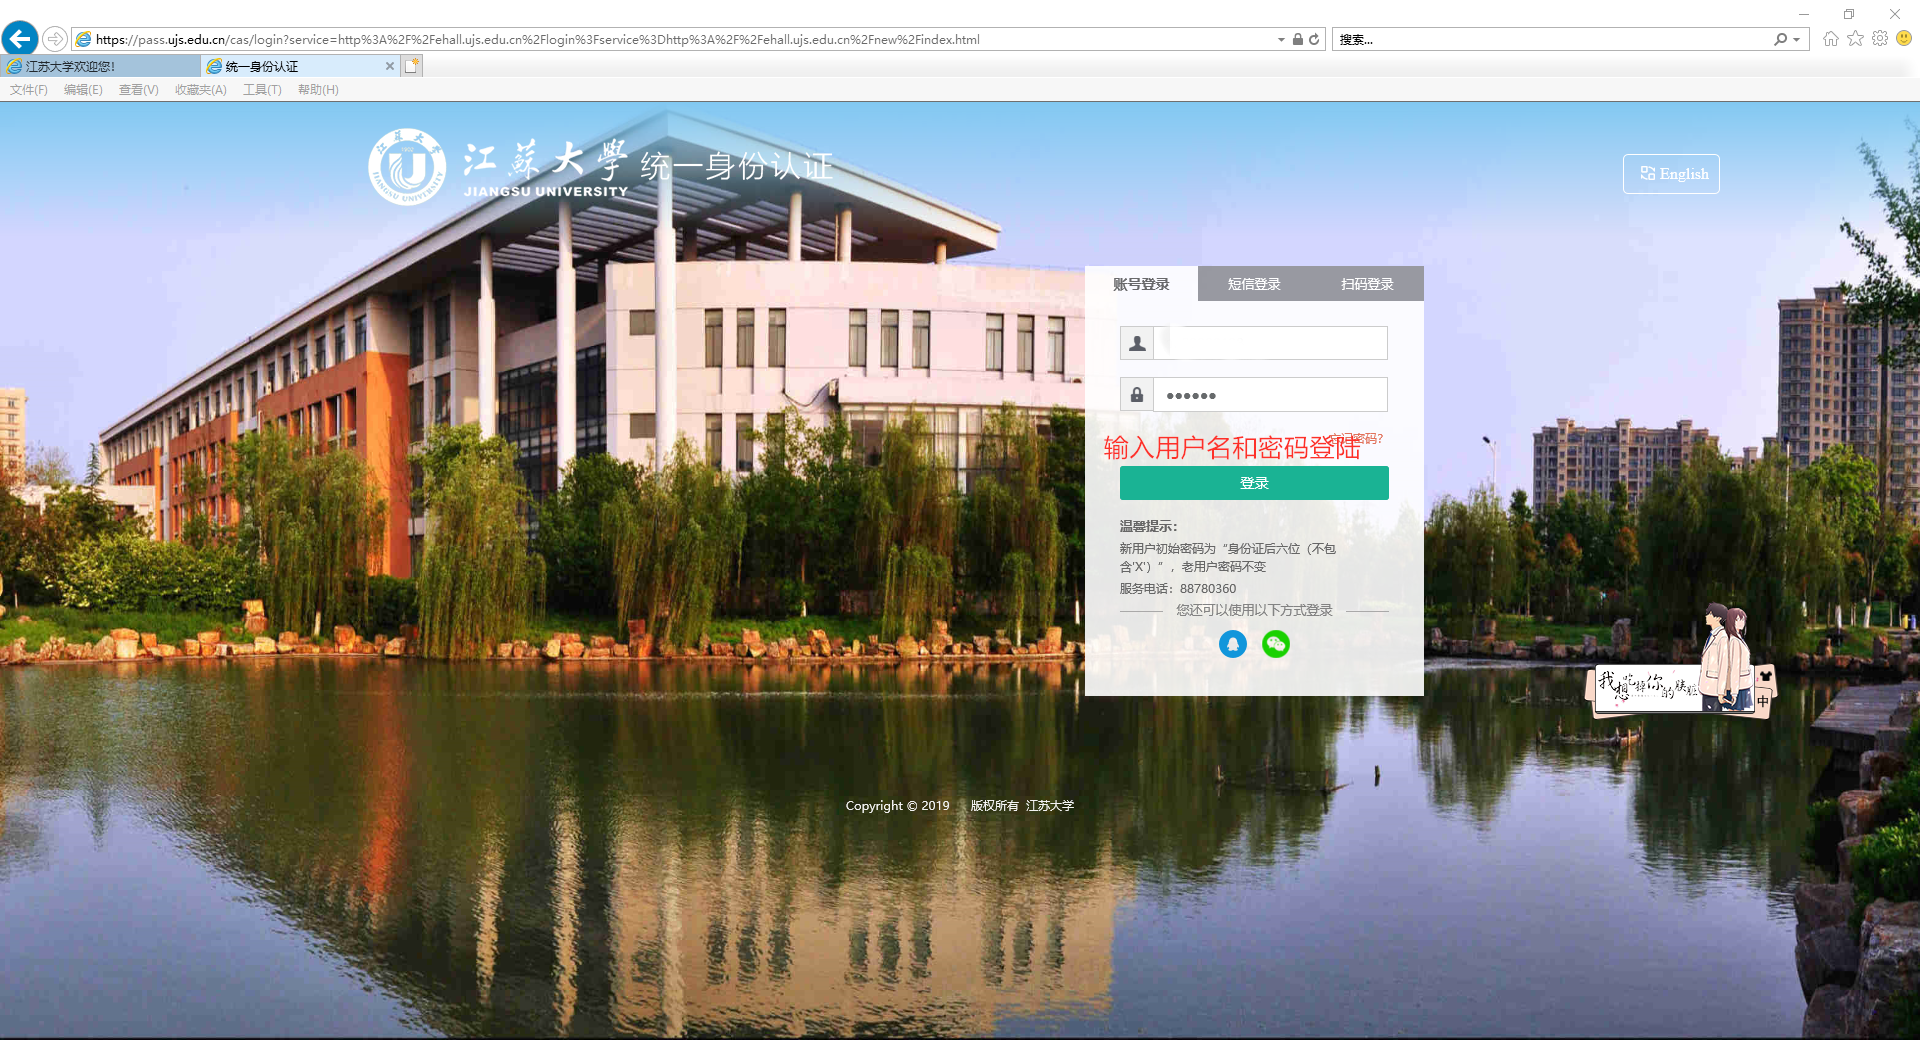 https://pass.ujs.edu.cn/cas/login?service=http%3A%2F%2Fehall.ujs.edu.cn%2Flogin%3Fservice%3Dhttp%3A%2F%2Fehall.ujs.edu.cn%2Fnew%2Findex.html
搜索...
江苏大学欢迎您!
统一身份认证
文件(F) 编辑(E) 查看(V) 收藏夹(A) 工具(T) 帮助(H)
江蘇大學 统一身份认证
JIANGSU UNIVERSITY
English
账号登录 短信登录 扫码登录
忘记密码?
输入用户名和密码登陆
登录
温馨提示：
新用户初始密码为“身份证后六位（不包
含'X'）”，老用户密码不变
服务电话：88780360
您还可以使用以下方式登录
我想吃掉你的胰脏
中
Copyright © 2019 版权所有 江苏大学